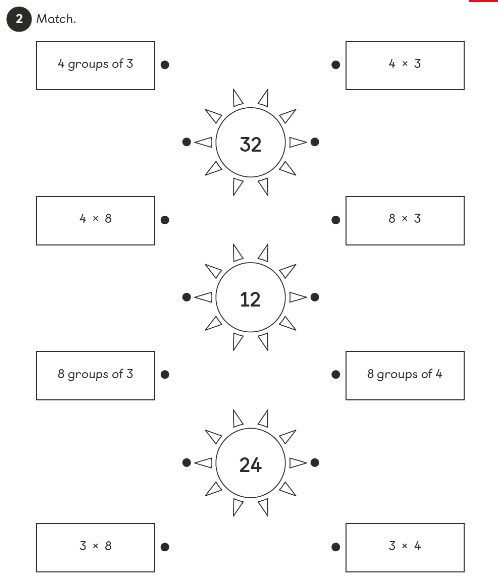 2 Match.
4 groups of 3
4 × 3
32
4 × 8
8 × 3
12
8 groups of 3
8 groups of 4
24
3 × 8
3 × 4